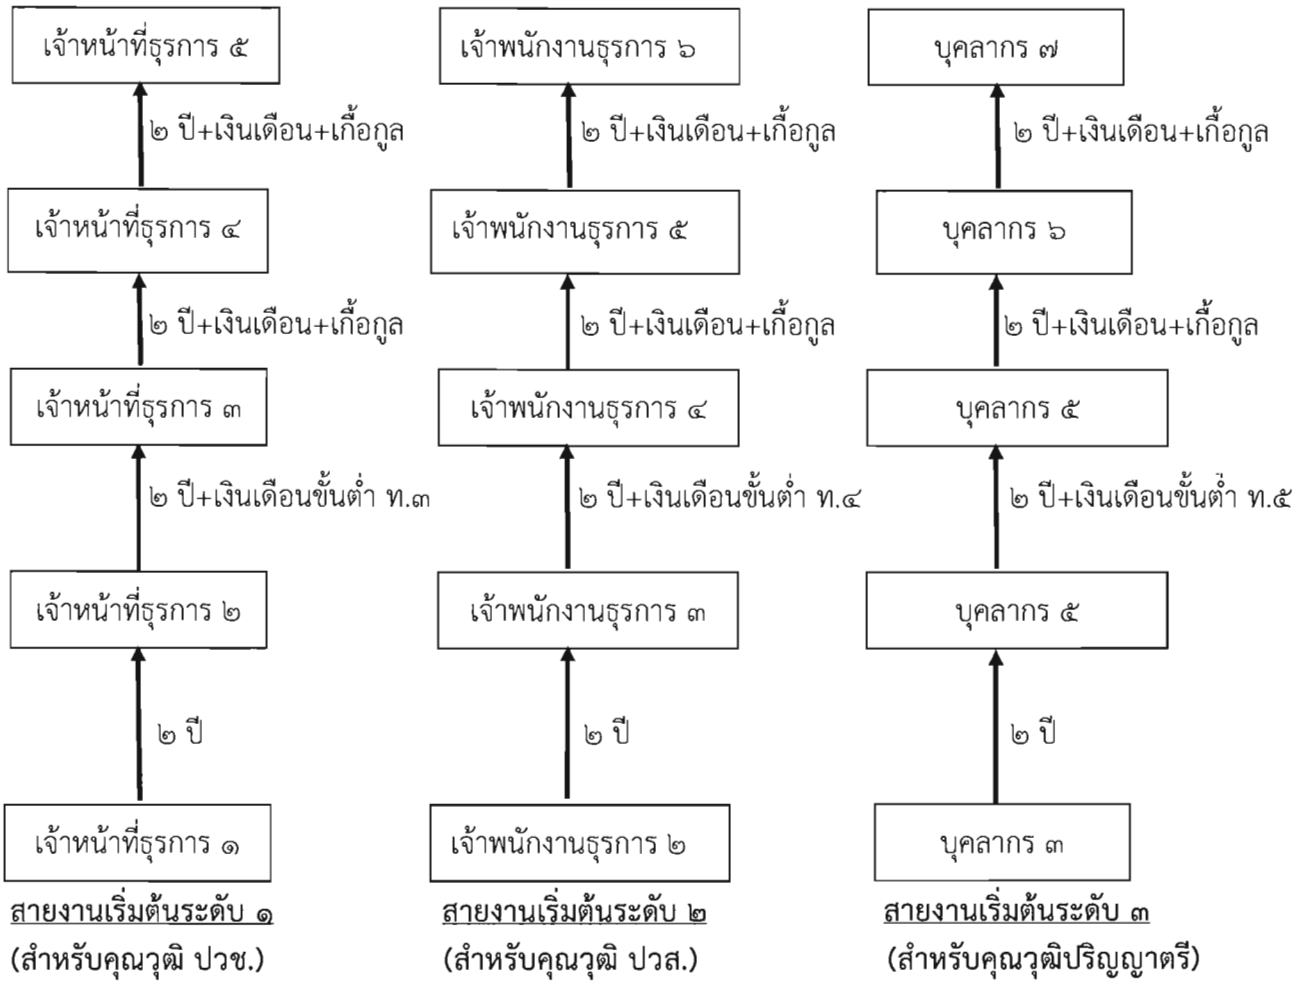 เจ้าหน้าที่ธุรการ ๕
เจ้าพนักงานธุรการ ๖
บุคลากร ๗
๒ ปี+เงินเดือน+เกื้อกูล
๒ ปี+เงินเดือน+เกื้อกูล
๒ ปี+เงินเดือน+เกื้อกูล
เจ้าหน้าที่ธุรการ ๔
เจ้าพนักงานธุรการ ๕
บุคลากร ๖
๒ ปี+เงินเดือน+เกื้อกูล
๒ ปี+เงินเดือน+เกื้อกูล
๒ ปี+เงินเดือน+เกื้อกูล
เจ้าหน้าที่ธุรการ ๓
เจ้าพนักงานธุรการ ๔
บุคลากร ๕
๒ ปี+เงินเดือนขั้นต่ำ ท.๓
๒ ปี+เงินเดือนขั้นต่ำ ท.๔
๒ ปี+เงินเดือนขั้นต่ำ ท.๕
เจ้าหน้าที่ธุรการ ๒
เจ้าพนักงานธุรการ ๓
บุคลากร ๕
๒ ปี
๒ ปี
๒ ปี
เจ้าหน้าที่ธุรการ ๑
เจ้าพนักงานธุรการ ๒
บุคลากร ๓
สายงานเริ่มต้นระดับ ๑
สายงานเริ่มต้นระดับ ๒
สายงานเริ่มต้นระดับ ๓
(สำหรับคุณวุฒิ ปวช.)
(สำหรับคุณวุฒิ ปวส.)
(สำหรับคุณวุฒิปริญญาตรี)